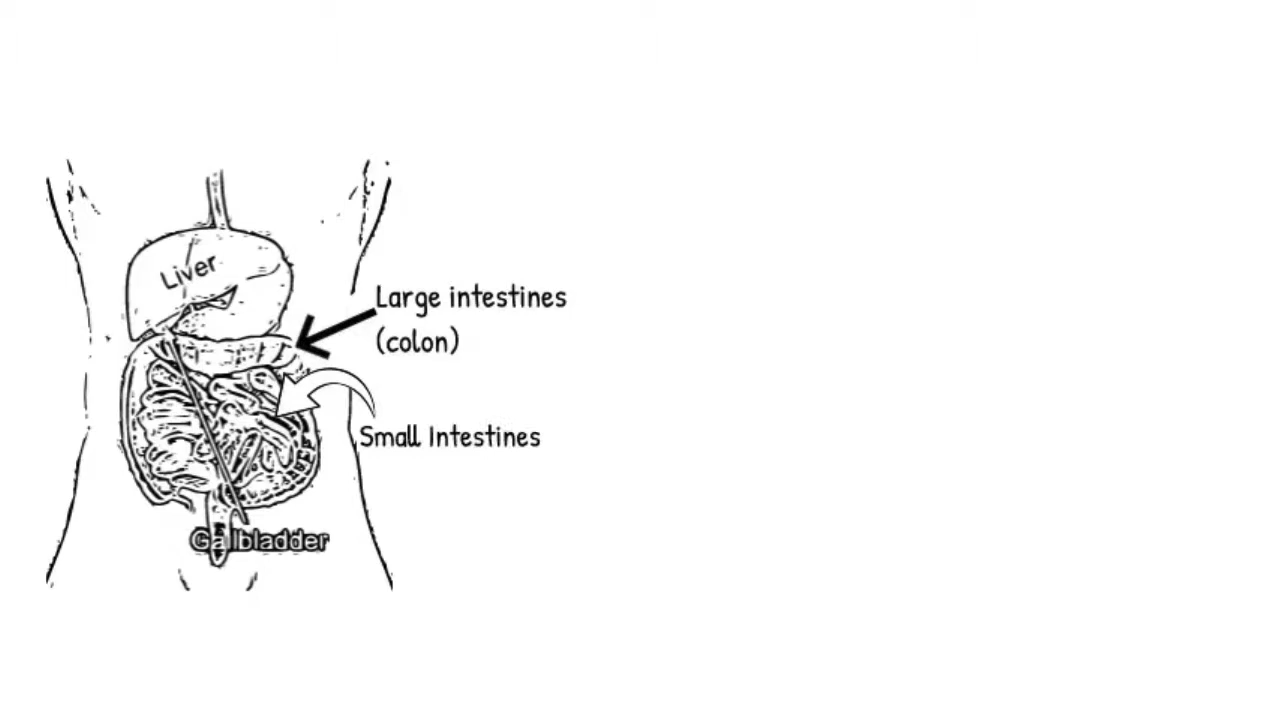 Liver
Large intestines
(colon)
Small Intestines
Gallbladder